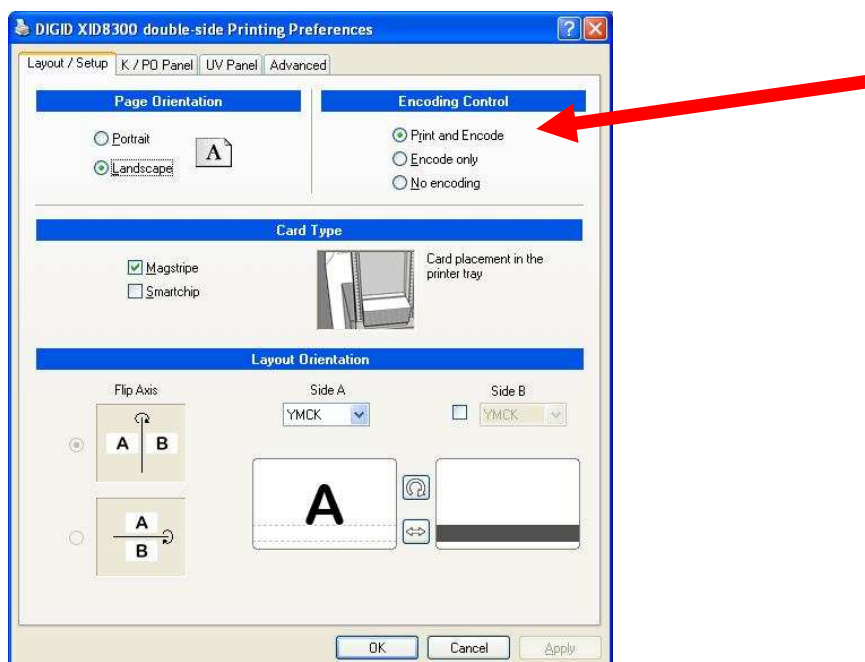 DIGID XID8300 double-side Printing Preferences
Layout / Setup K / PO Panel UV Panel Advanced
Page Orientation
Portrait
Landscape
A
Encoding Control
Print and Encode
Encode only
No encoding
Card Type
Magstripe
Smartchip
Card placement in the
printer tray
Layout Orientation
Flip Axis
A B
A
B
Side A
YMCK
Side B
YMCK
A
OK Cancel Apply